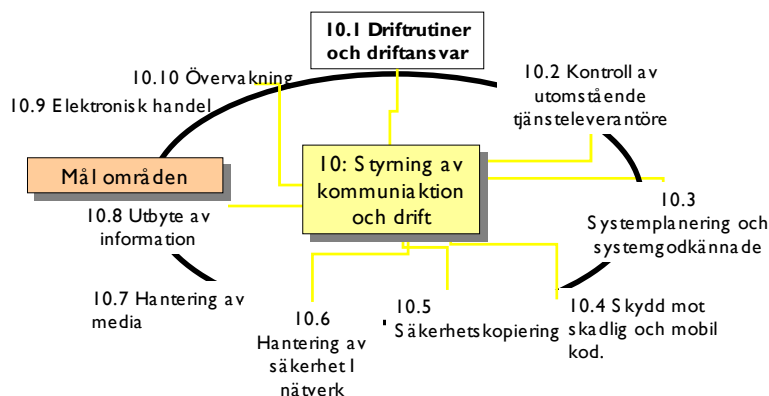 10.1 Driftrutiner
och driftansvar
10.10 Övervakning
10.2 Kontroll av
utomstående
tjänsteleverantöre
10.9 Elektronisk handel
Mål områden
10: Styrning av
kommuniaktion
och drift
10.3
Systemplanering och
systemgodkännade
10.8 Utbyte av
information
10.7 Hantering av
media
10.6
Hantering av
säkerhet I
nätverk
10.5
Säkerhetskopiering
10.4 Skydd mot
skadlig och mobil
kod.